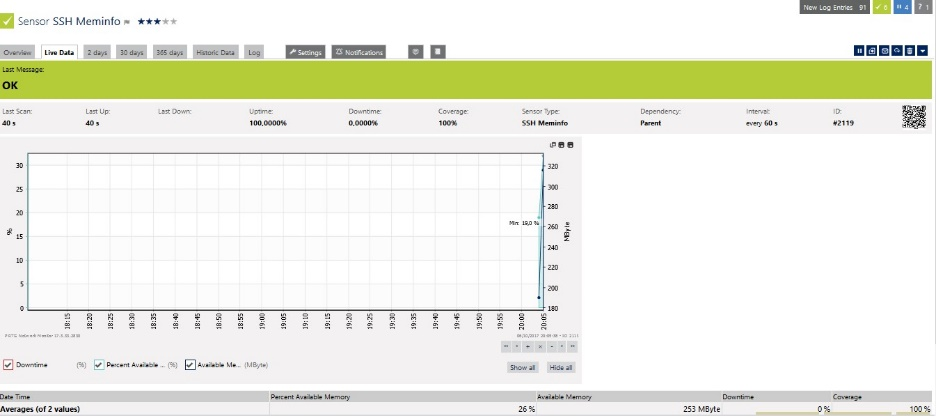 New Log Entries 91 6 4 1
Sensor SSH Meminfo
Overview Live Data 2 days 30 days 365 days Historic Data Log Settings Notifications
Last Message:
OK
Last Scan: Last Up: Last Down: Uptime: Downtime: Coverage: Sensor Type: Dependency: Interval: ID:
40 s 40 s 100,0000% 0,0000% 100% SSH Meminfo Parent every 60 s #2119
30 25 20 15 10 5 0
%
320 300 280 260 240 220 200 180
MByte
Min: 19,0 %
18:15 18:20 18:25 18:30 18:35 18:40 18:45 18:50 18:55 19:00 19:05 19:10 19:15 19:20 19:25 19:30 19:35 19:40 19:45 19:50 19:55 20:00 20:05
Downtime (%) Percent Available ... (%) Available Me... (MByte)
Show all Hide all
Date Time Percent Available Memory Available Memory Downtime Coverage
Averages (of 2 values) 26 % 253 MByte 0 % 100 %